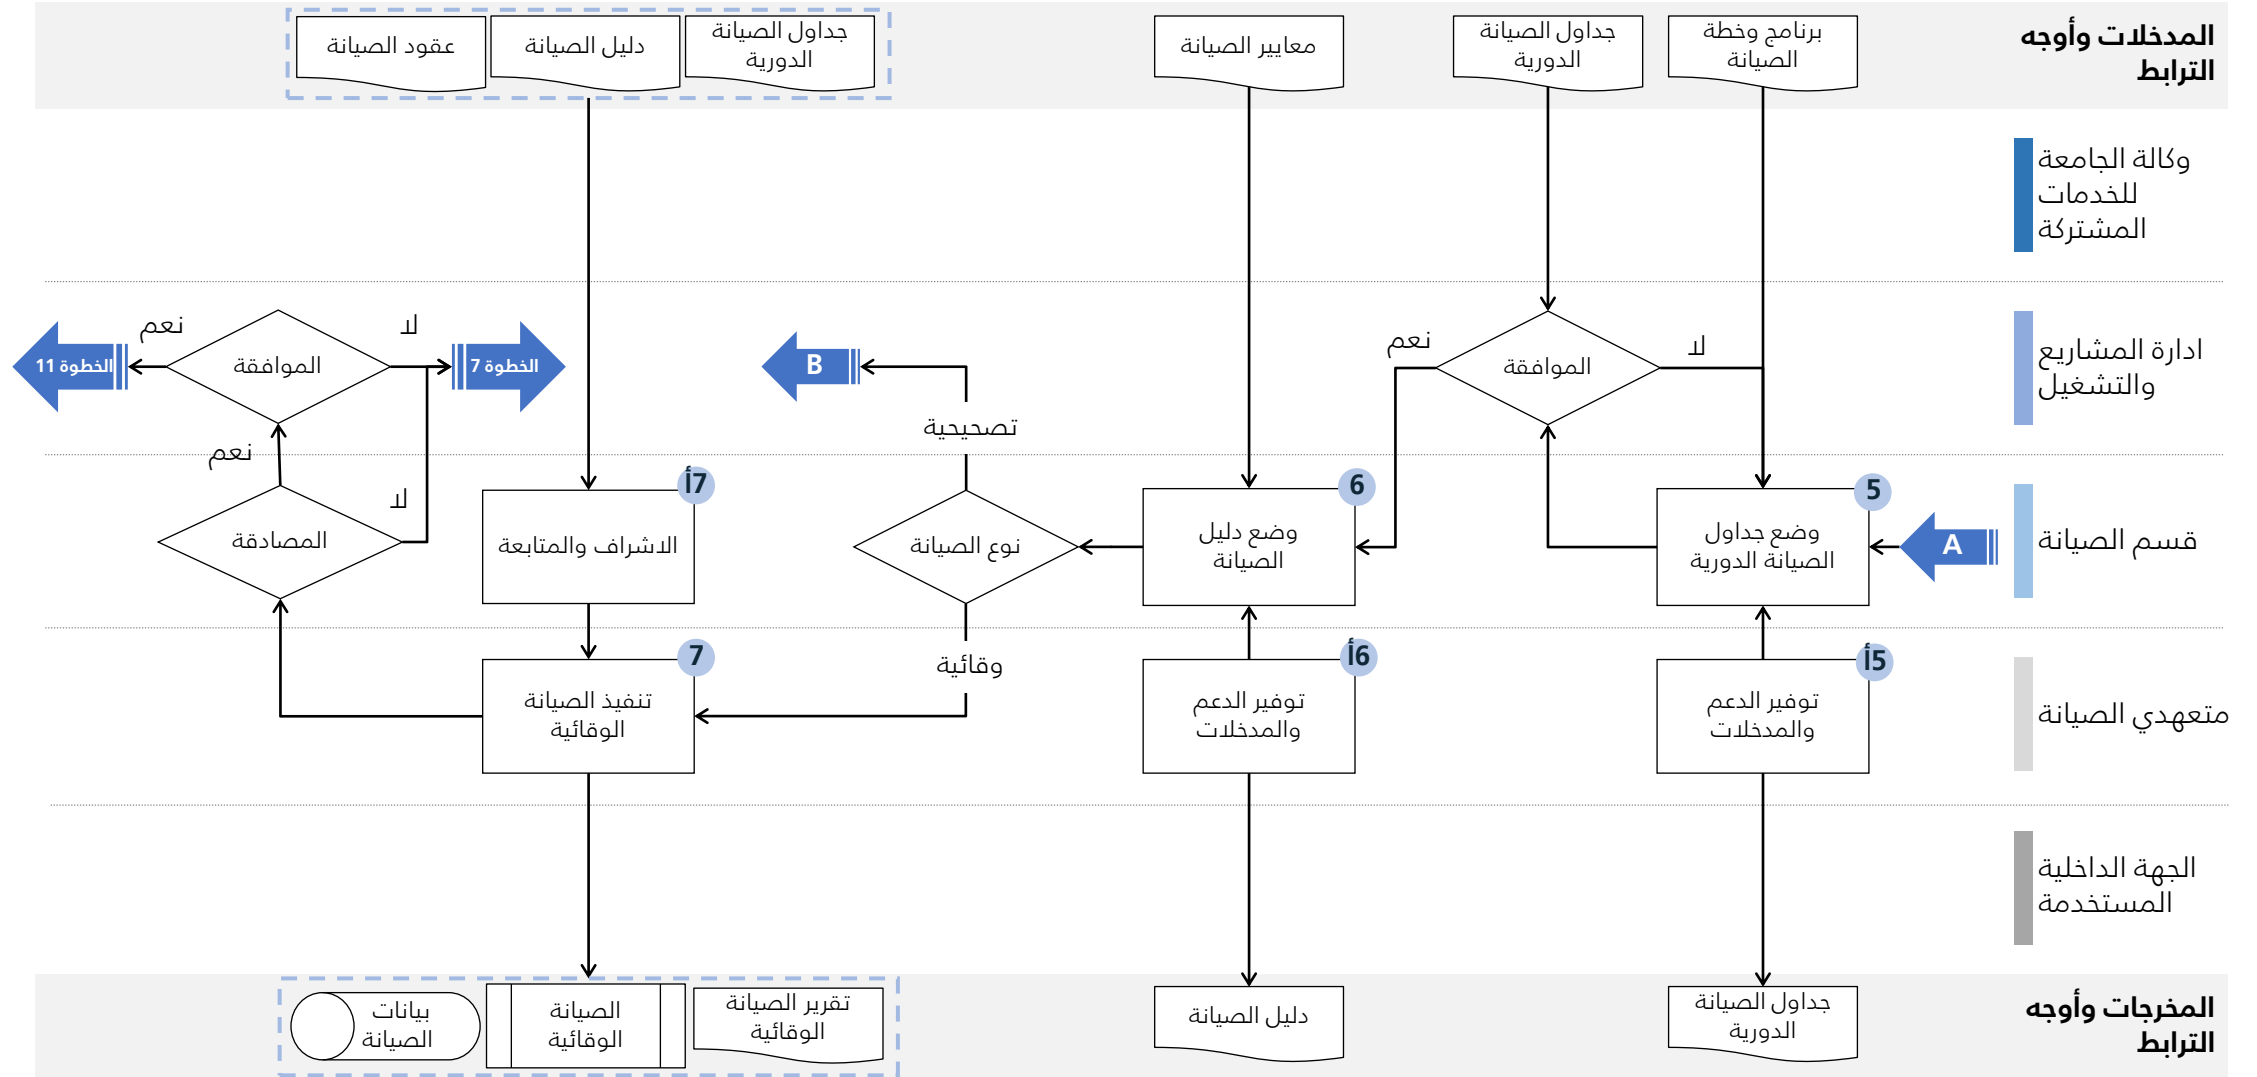 المدخلات وأوجه
الترابط
برنامج وخطة
الصيانة
جداول الصيانة
الدورية
معايير الصيانة
جداول الصيانة
الدورية
دليل الصيانة
عقود الصيانة
وكالة الجامعة
للخدمات
المشتركة
ادارة المشاريع
والتشغيل
لا
الموافقة
نعم
B
تصحيحية
الخطوة 7
لا
الموافقة
نعم
الخطوة 11
نعم
قسم الصيانة
A
5
وضع جداول
الصيانة الدورية
6
وضع دليل
الصيانة
نوع الصيانة
7أ
الاشراف والمتابعة
لا
المصادقة
متعهدي الصيانة
5أ
توفير الدعم
والمدخلات
6أ
توفير الدعم
والمدخلات
وقائية
7
تنفيذ الصيانة
الوقائية
الجهة الداخلية
المستخدمة
المخرجات وأوجه
الترابط
جداول الصيانة
الدورية
دليل الصيانة
تقرير الصيانة
الوقائية
الصيانة
الوقائية
بيانات
الصيانة